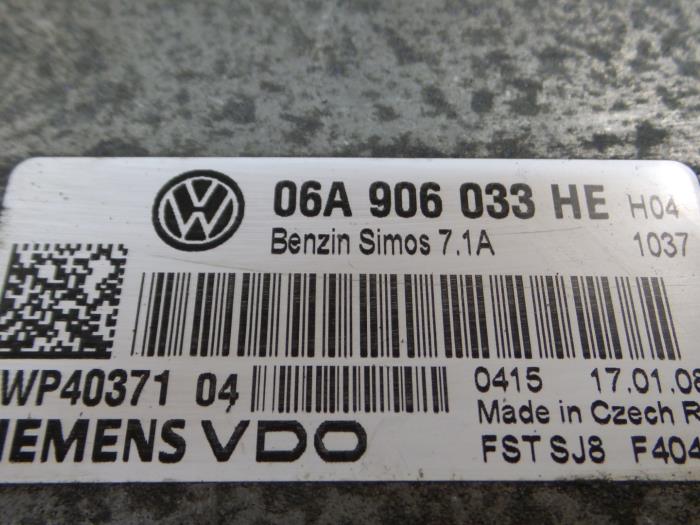 06A 906 033 HE H04
Benzin Simos 7.1A 1037
WP40371 04
0415 17.01.08
IEMENS VDO
Made in Czech R
FST SJ8 F404